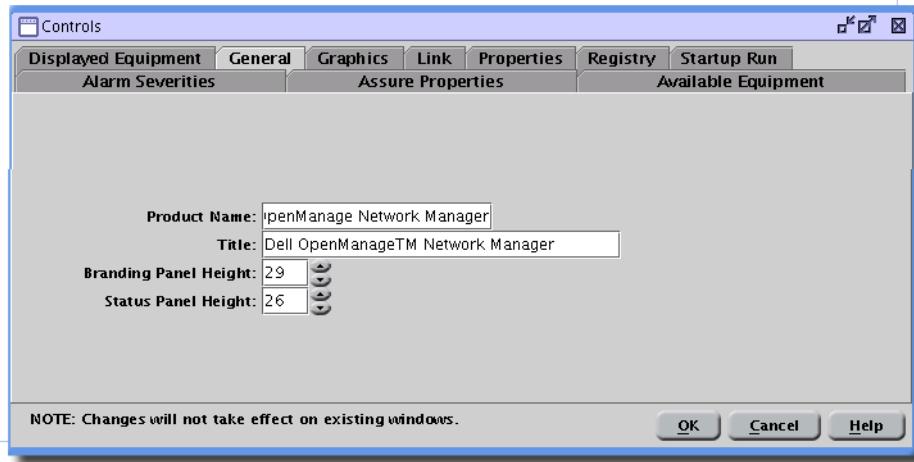 Controls
Displayed Equipment General Graphics Link Properties Registry Startup Run
Alarm Severities Assure Properties Available Equipment
Product Name: penManage Network Manager
Title: Dell OpenManageTM Network Manager
Branding Panel Height: 29
Status Panel Height: 26
NOTE: Changes will not take effect on existing windows.
OK Cancel Help